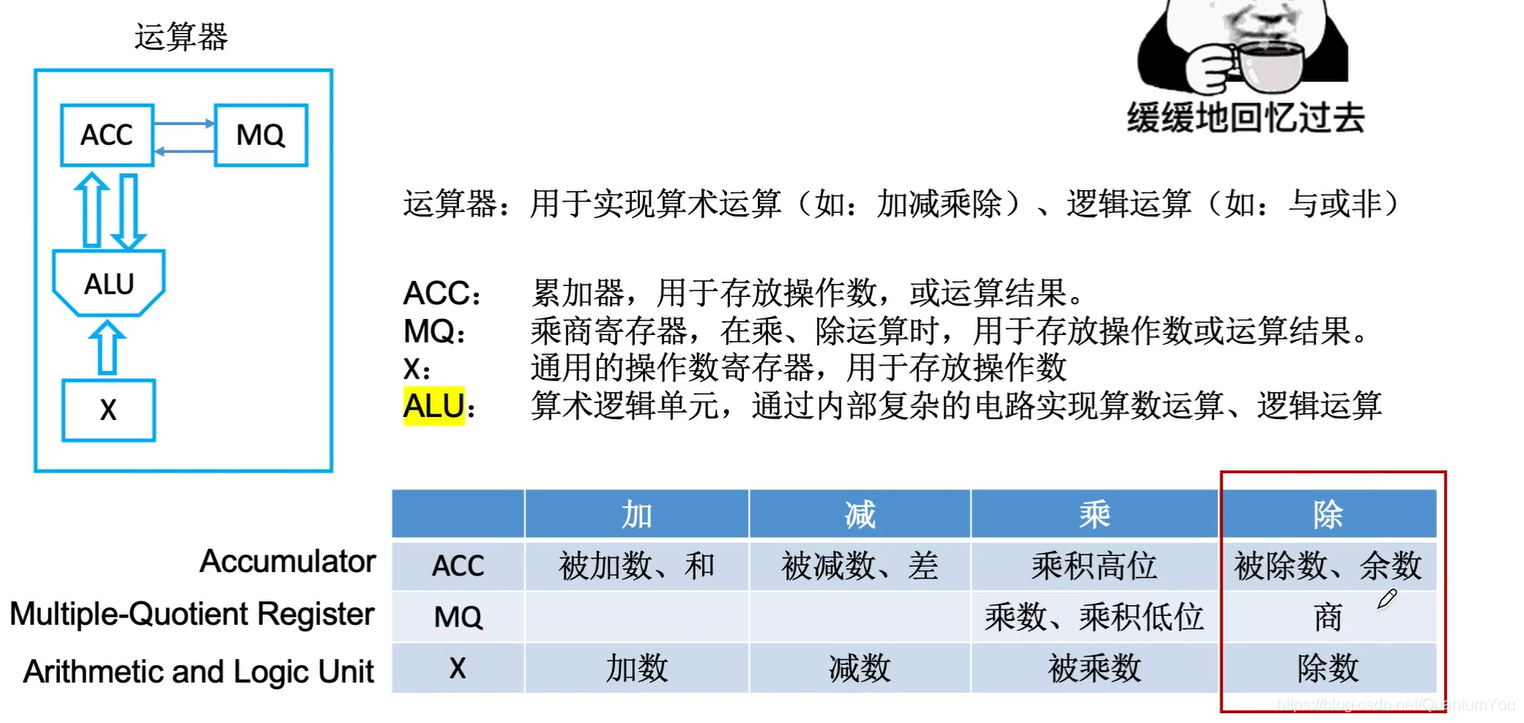 运算器
ACC
MQ
ALU
X
缓缓地回忆过去
运算器：用于实现算术运算（如：加减乘除）、逻辑运算（如：与或非）
ACC： 累加器，用于存放操作数，或运算结果。
MQ： 乘商寄存器，在乘、除运算时，用于存放操作数或运算结果。
X： 通用的操作数寄存器，用于存放操作数
ALU： 算术逻辑单元，通过内部复杂的电路实现算数运算、逻辑运算
加 减 乘 除
Accumulator ACC 被加数、和 被减数、差 乘积高位 被除数、余数
Multiple-Quotient Register MQ 乘数、乘积低位 商
Arithmetic and Logic Unit X 加数 减数 被乘数 除数
https://blog.csdn.net/QuantumYou